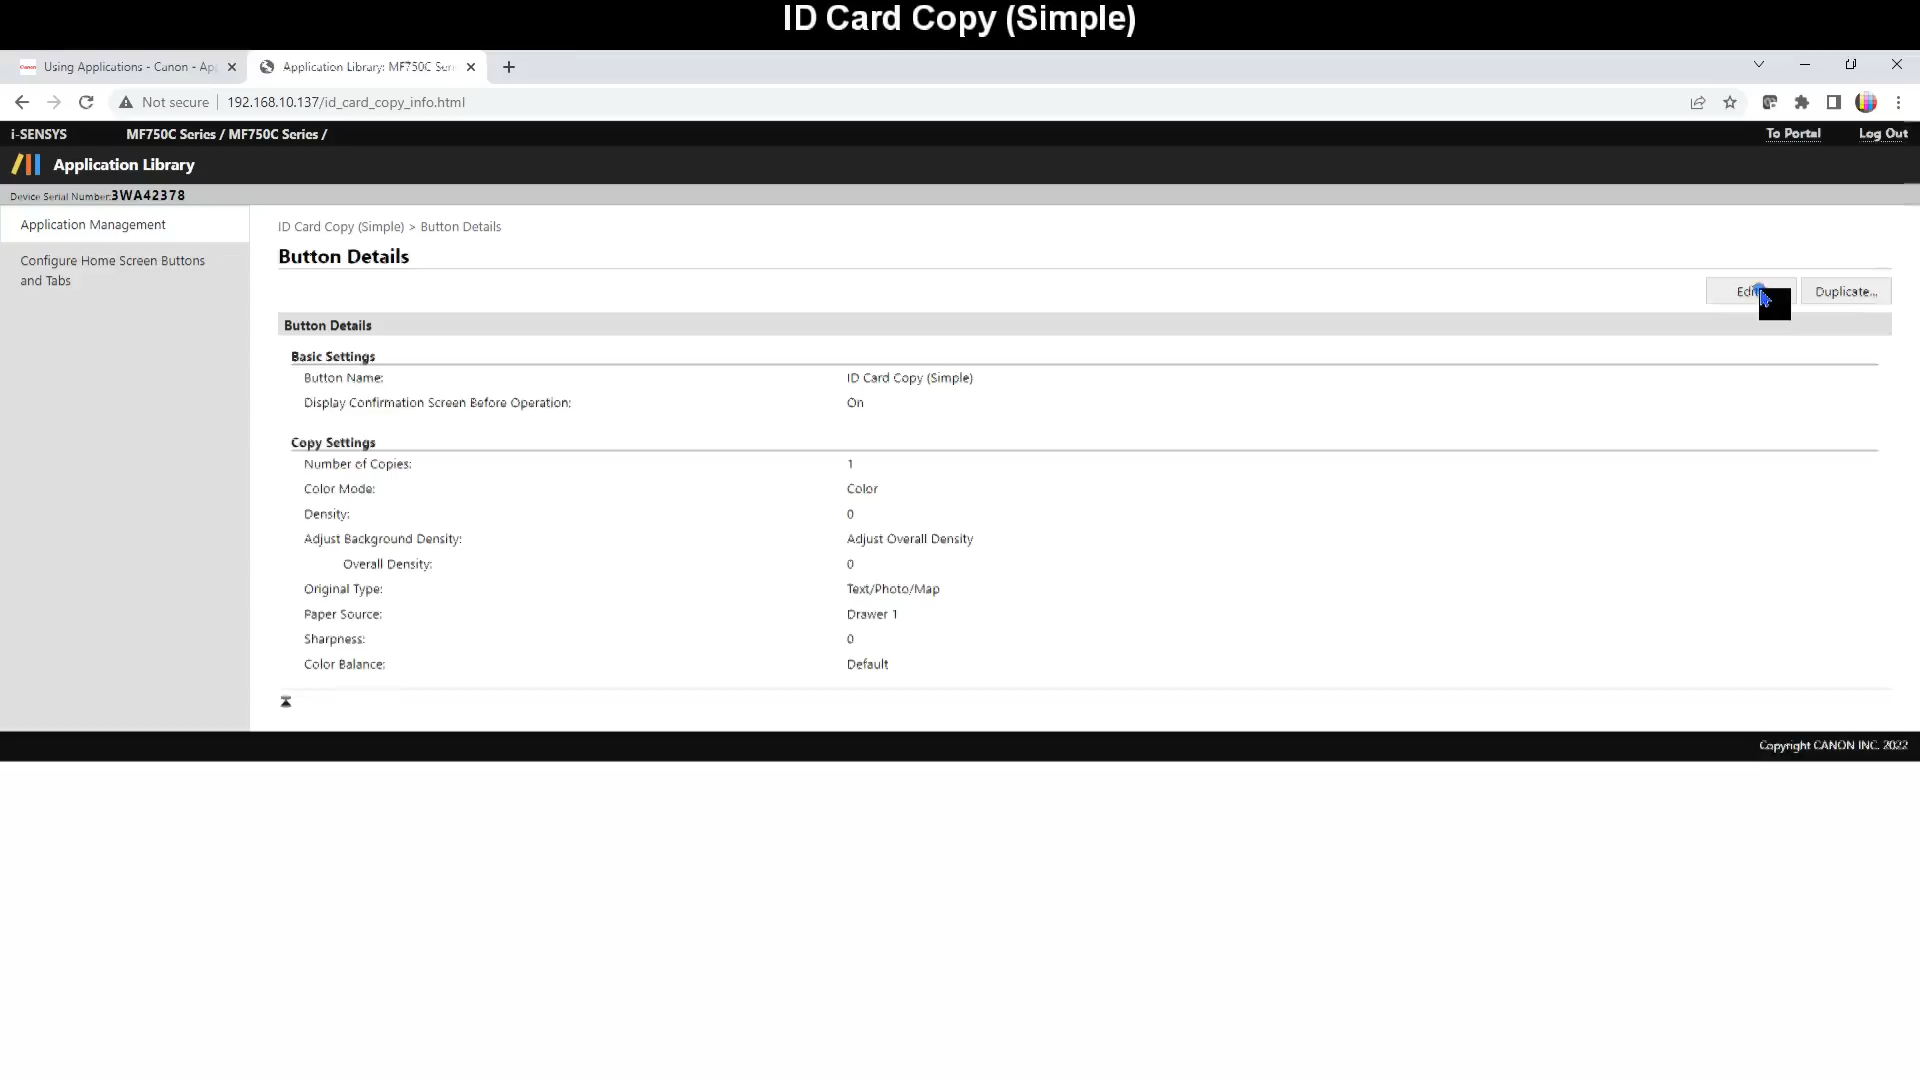 ID Card Copy (Simple)
Using Applications - Canon - Ap
Application Library: MF750C Seri
Not secure
192.168.10.137/id_card_copy_info.html
i-SENSYS
MF750C Series / MF750C Series /
To Portal
Log Out
Application Library
Device Serial Number:3WA42378
Application Management
Configure Home Screen Buttons
and Tabs
ID Card Copy (Simple) > Button Details
Button Details
Duplicate...
Button Details
Basic Settings
Button Name: ID Card Copy (Simple)
Display Confirmation Screen Before Operation: On
Copy Settings
Number of Copies: 1
Color Mode: Color
Density: 0
Adjust Background Density: Adjust Overall Density
Overall Density: 0
Original Type: Text/Photo/Map
Paper Source: Drawer 1
Sharpness: 0
Color Balance: Default
Copyright CANON INC. 2022